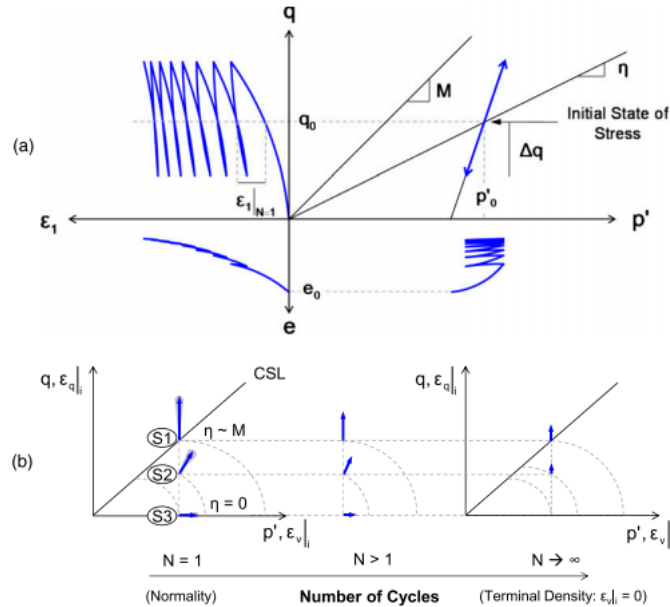 q
(a)
M
η
q₀
Initial State of
Stress
Δq
ε₁|N=1
p'₀
ε₁
p'
e₀
e
q, εq|i
CSL
q, εq|i
(b)
S1
η ~ M
S2
S3
η = 0
p', εv|i
p', εv|
N = 1
N > 1
N → ∞
(Normality)
Number of Cycles
(Terminal Density: εv|i = 0)